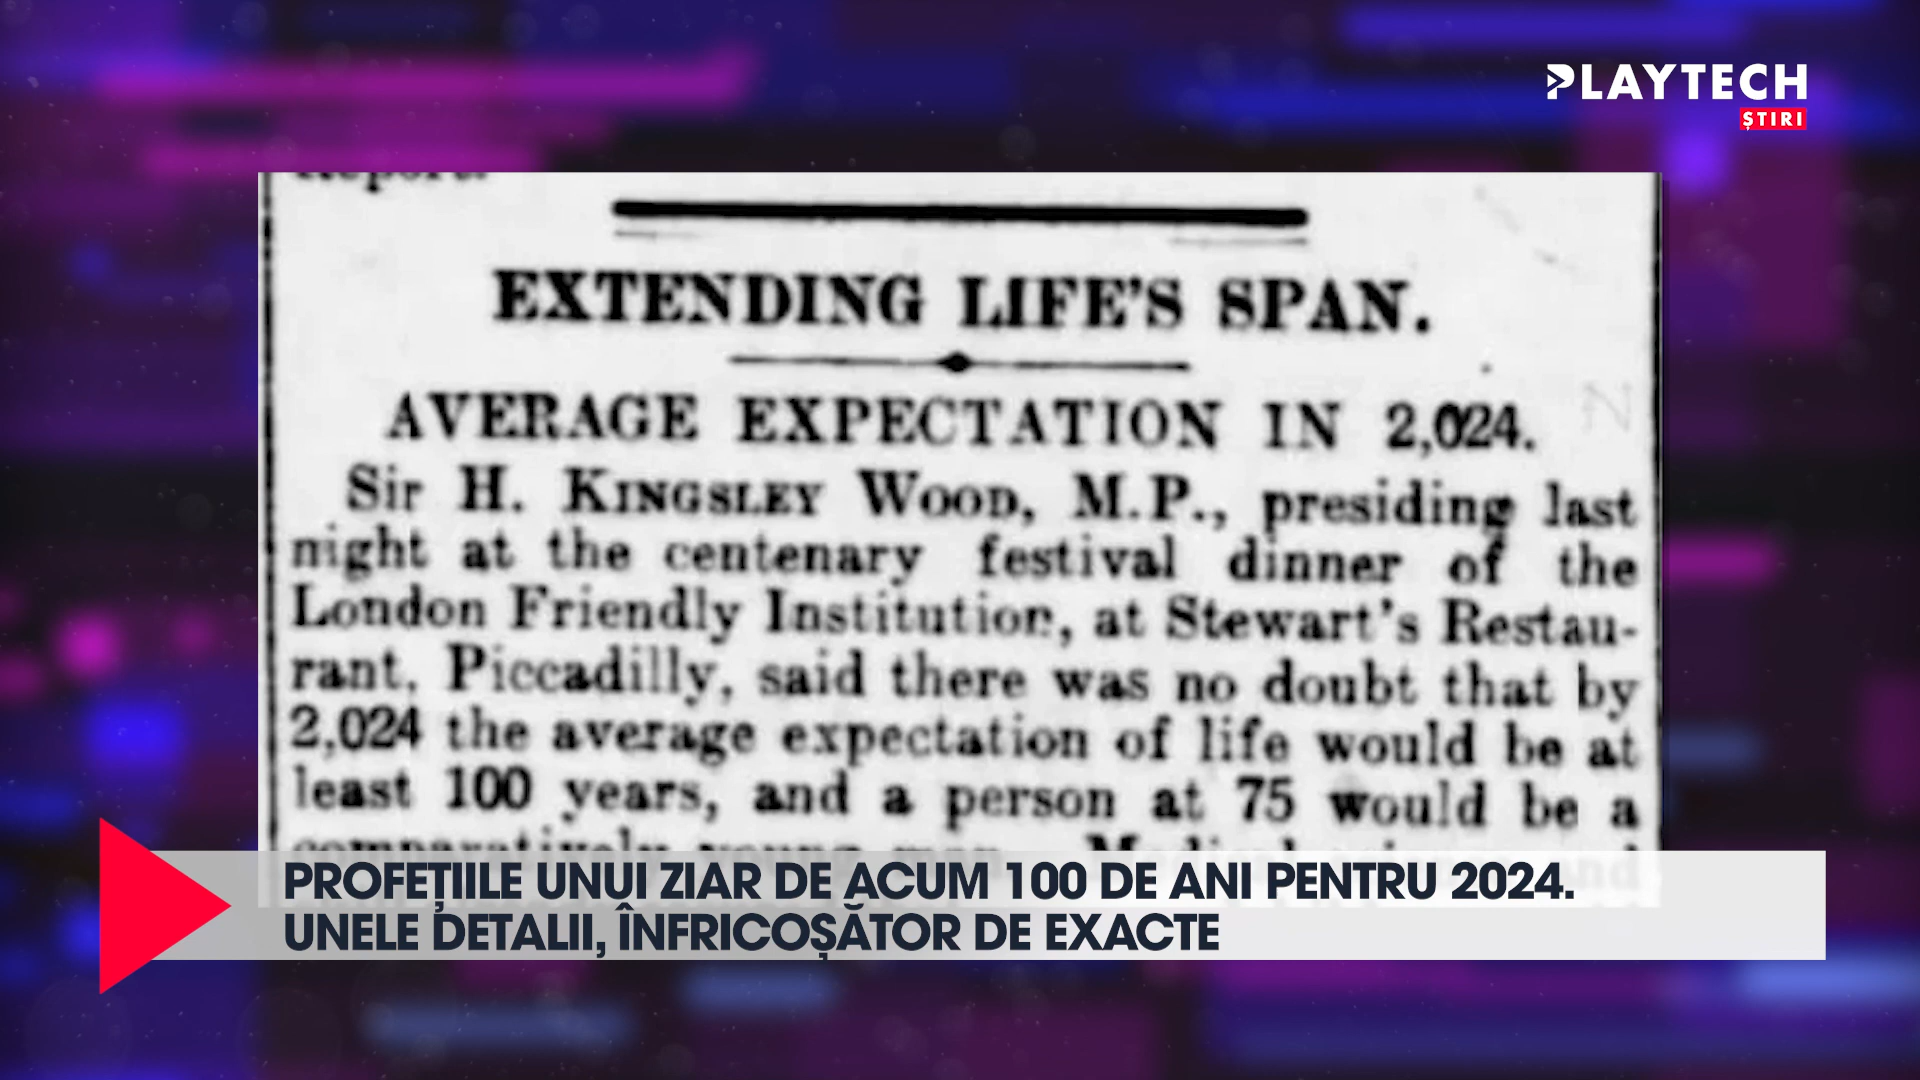 PLAYTECH
ȘTIRI
EXTENDING LIFE'S SPAN.
AVERAGE EXPECTATION IN 2,024.
Sir H. KINGSLEY WOOD, M.P., presiding last
night at the centenary festival dinner of the
London Friendly Institution, at Stewart's Restau-
rant, Piccadilly, said there was no doubt that by
2,024 the average expectation of life would be at
least 100 years, and a person at 75 would be a
comparatively young man.
PROFEȚIILE UNUI ZIAR DE ACUM 100 DE ANI PENTRU 2024.
UNELE DETALII, ÎNFRICOȘĂTOR DE EXACTE